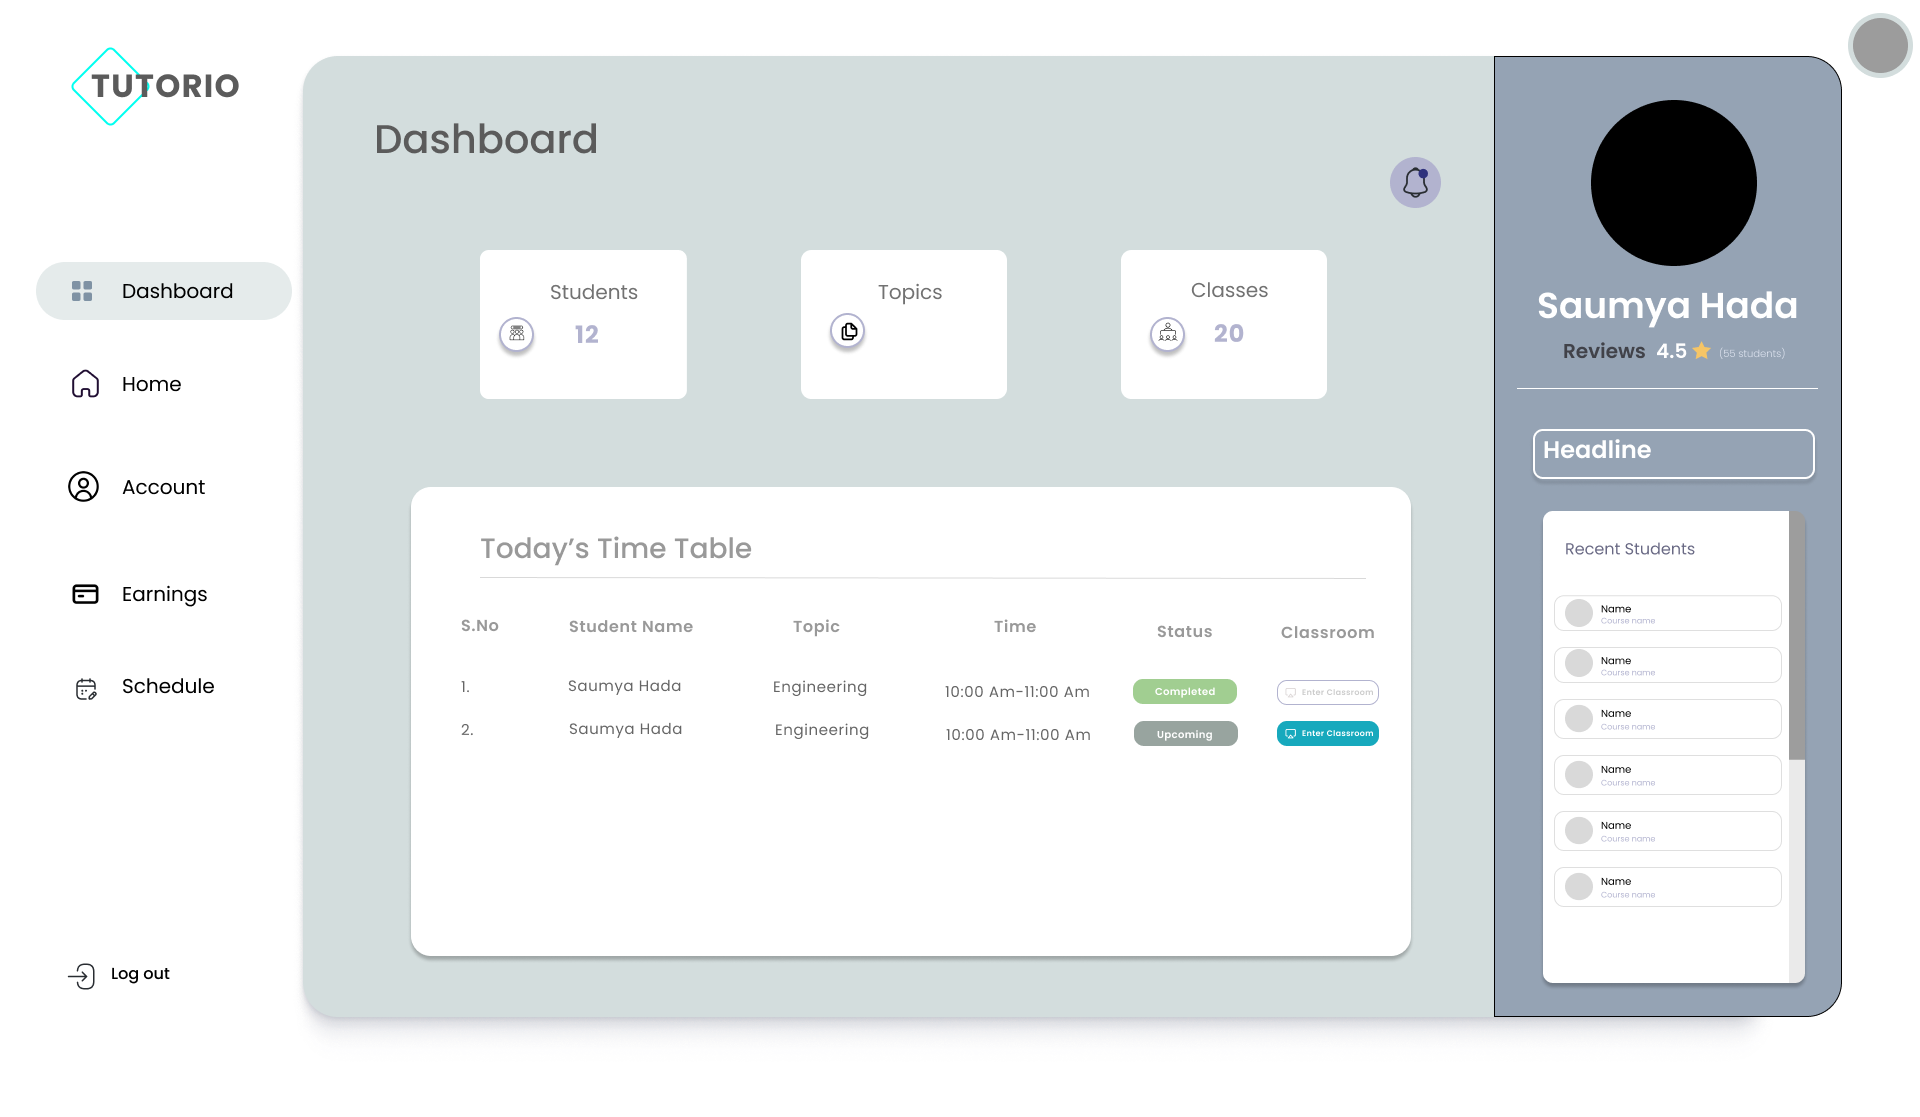 TUTORIO
Dashboard
Home
Account
Earnings
Schedule
Log out
Dashboard
Students
12
Topics
Classes
20
Today’s Time Table
S.No Student Name Topic Time Status Classroom
1. Saumya Hada Engineering 10:00 Am-11:00 Am Completed Enter Classroom
2. Saumya Hada Engineering 10:00 Am-11:00 Am Upcoming Enter Classroom
Saumya Hada
Reviews 4.5 (55 students)
Headline
Recent Students
Name
Course name
Name
Course name
Name
Course name
Name
Course name
Name
Course name
Name
Course name